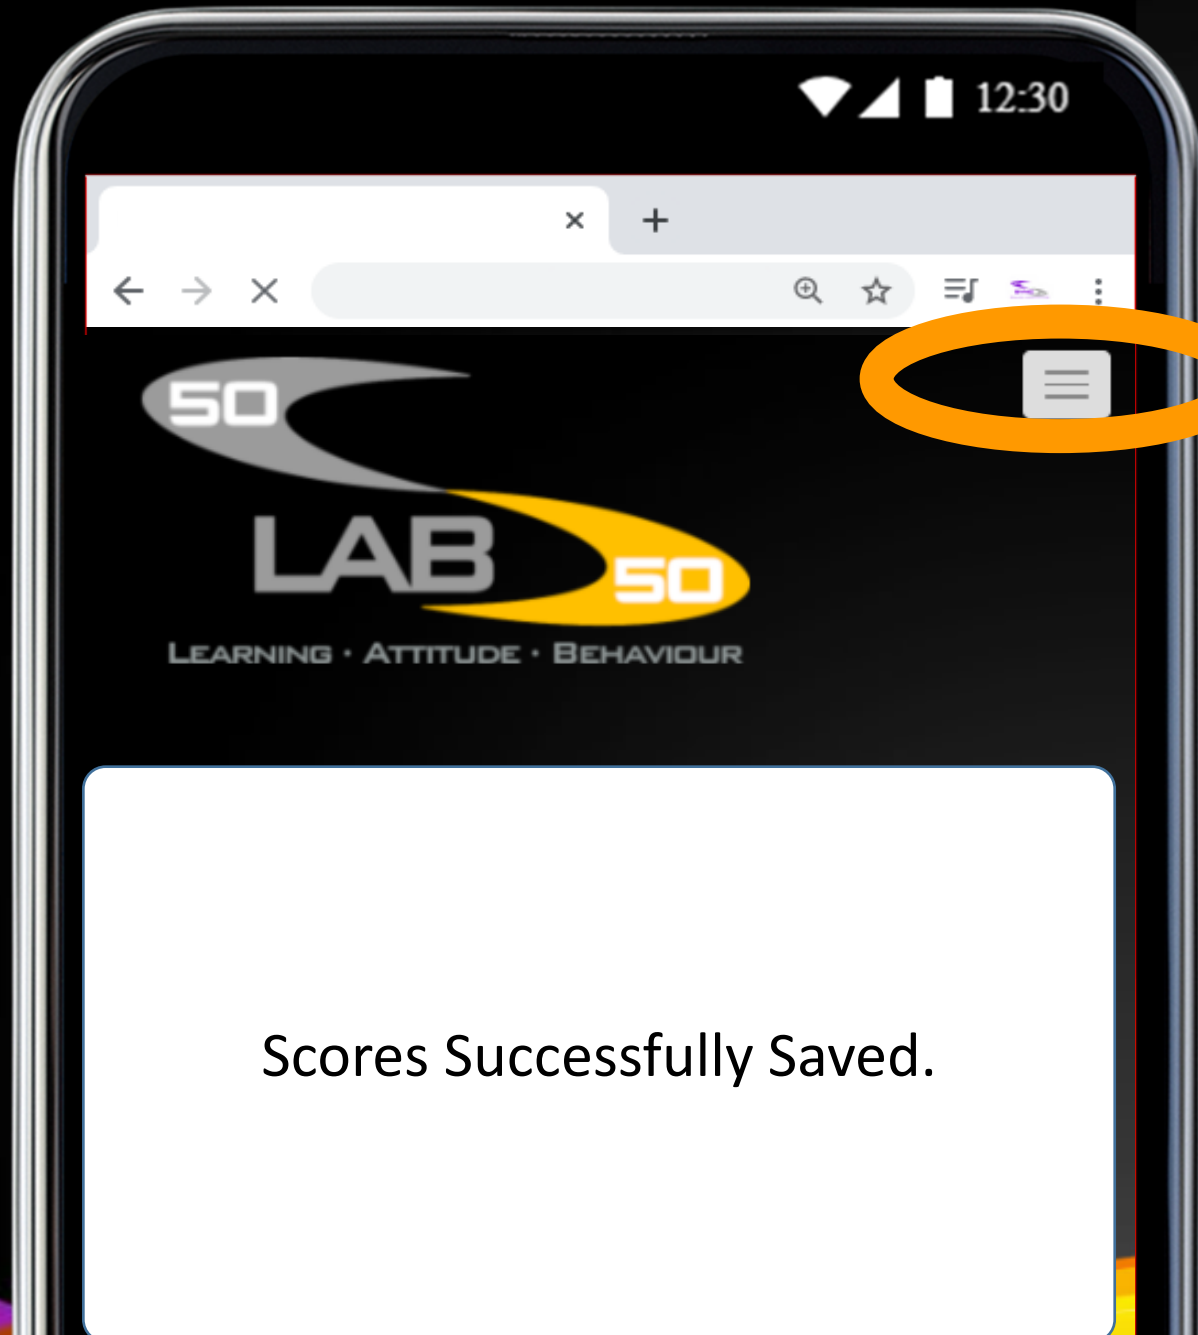 12:30
50
LAB
50
LEARNING · ATTITUDE · BEHAVIOUR
Scores Successfully Saved.